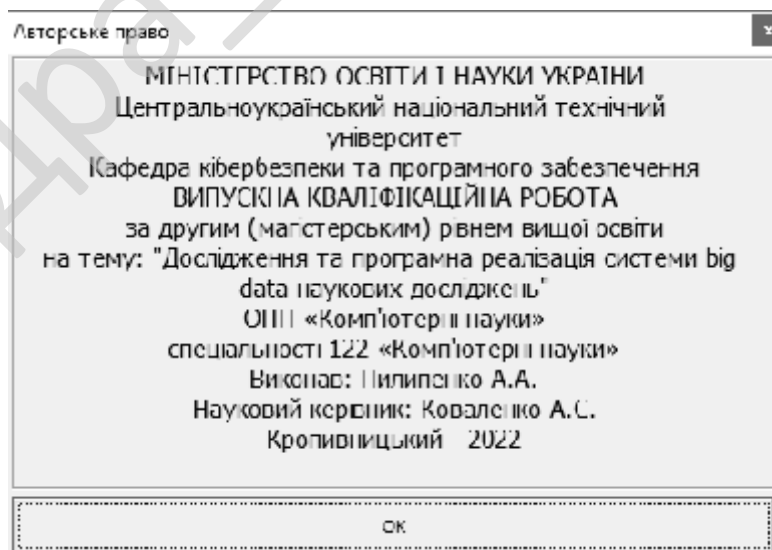 Авторське право
МІНІСТЕРСТВО ОСВІТИ І НАУКИ УКРАЇНИ
Центральноукраїнський національний технічний
університет
Кафедра кібербезпеки та програмного забезпечення
ВИПУСКНА КВАЛІФІКАЦІЙНА РОБОТА
за другим (магістерським) рівнем вищої освіти
на тему: "Дослідження та програмна реалізація системи big
data наукових досліджень"
ОПП «Комп'ютерні науки»
спеціальності 122 «Комп'ютерні науки»
Виконав: Пилипенко А.А.
Науковий керівник: Коваленко А.С.
Кропивницький 2022
ОК